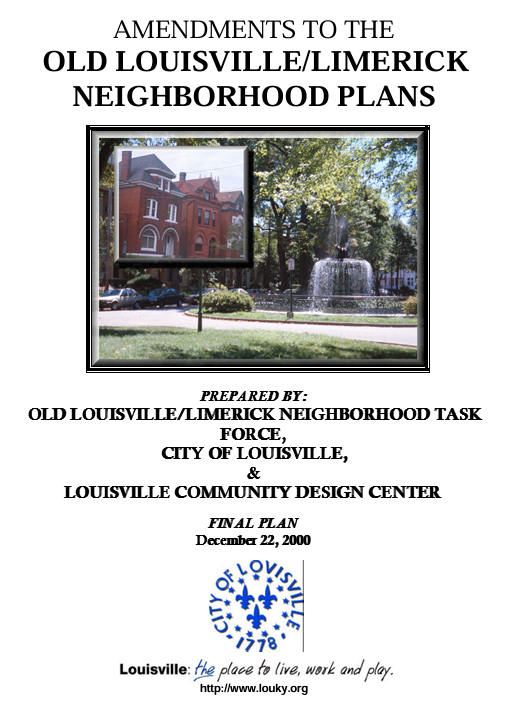 AMENDMENTS TO THE
OLD LOUISVILLE/LIMERICK
NEIGHBORHOOD PLANS
PREPARED BY:
OLD LOUISVILLE/LIMERICK NEIGHBORHOOD TASK
FORCE,
CITY OF LOUISVILLE,
&
LOUISVILLE COMMUNITY DESIGN CENTER
FINAL PLAN
December 22, 2000
CITY OF LOVISVILLE
1778
Louisville: the place to live, work and play.
http://www.louky.org